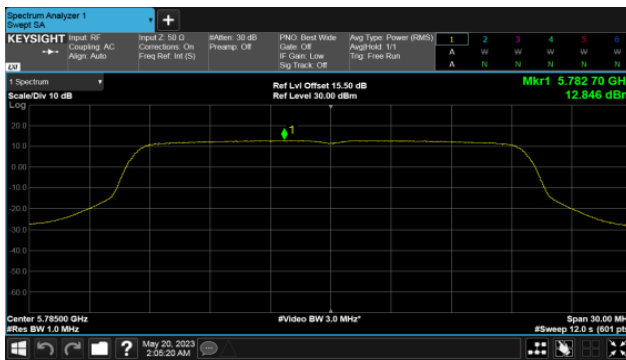 Spectrum Analyzer 1
Swept SA
+
KEYSIGHT Input: RF Input Z: 50 Ω #Atten: 30 dB PNO: Best Wide Avg Type: Power (RMS) 1 2 3 4 5 6
Coupling: AC Corrections: On Preamp: Off Gate: Off Avg|Hold: 1/1 A W W W W W
Align: Auto Freq Ref: Int (S) IF Gain: Low Trig: Free Run
LXI Sig Track: Off A N N N N N
1 Spectrum Ref Lvl Offset 15.50 dB Mkr1 5.782 70 GH
Scale/Div 10 dB Ref Level 30.00 dBm 12.846 dBm
Log
1
20.0
10.0
0.00
-10.0
-20.0
-30.0
-40.0
-50.0
-60.0
Center 5.78500 GHz #Video BW 3.0 MHz* Span 30.00 MH
#Res BW 1.0 MHz #Sweep 12.0 s (601 pts
? May 20, 2023
2:05:20 AM